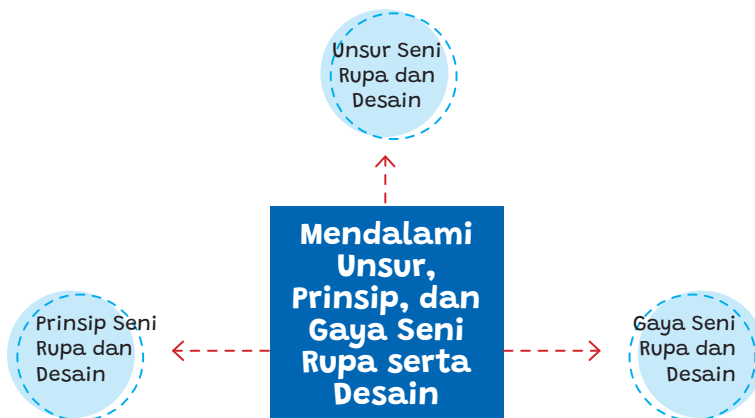 Unsur Seni
Rupa dan
Desain
Mendalami
Unsur,
Prinsip, dan
Gaya Seni
Rupa serta
Desain
Prinsip Seni
Rupa dan
Desain
Gaya Seni
Rupa dan
Desain